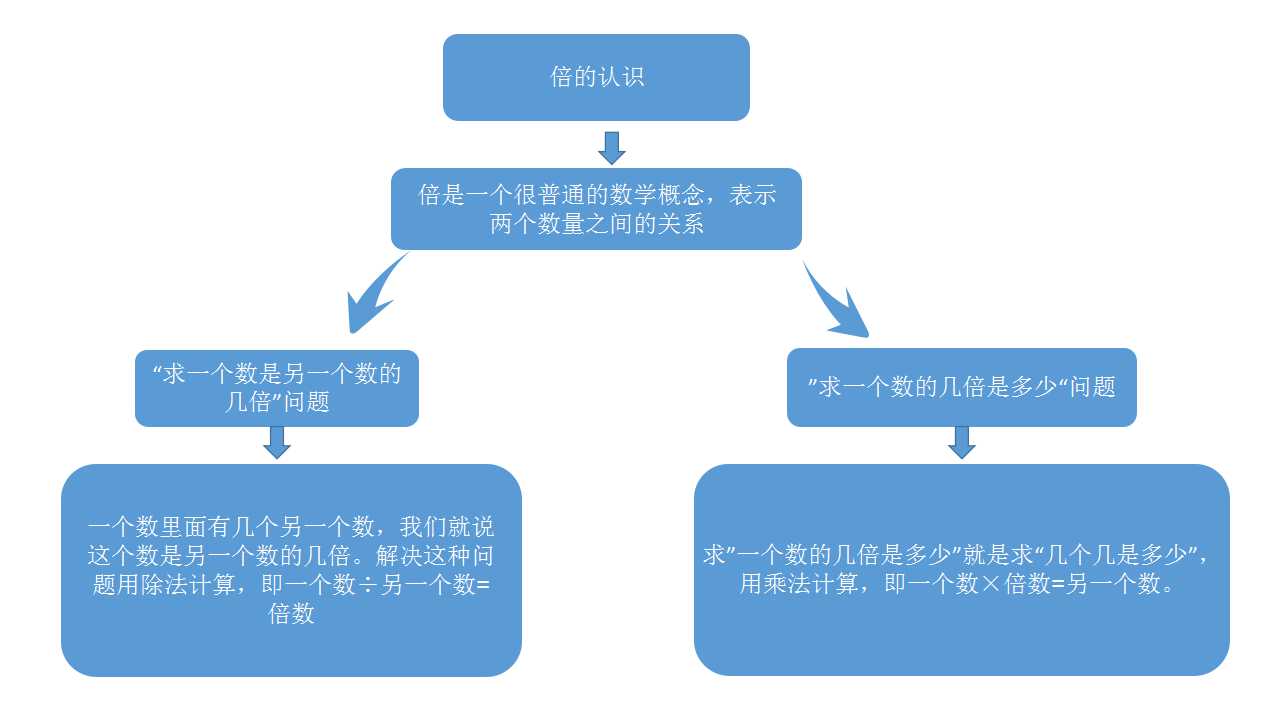 倍的认识
倍是一个很普通的数学概念，表示
两个数量之间的关系
“求一个数是另一个数的
几倍”问题
”求一个数的几倍是多少“问题
一个数里面有几个另一个数，我们就说
这个数是另一个数的几倍。解决这种问
题用除法计算，即一个数÷另一个数=
倍数
求”一个数的几倍是多少”就是求“几个几是多少”，
用乘法计算，即一个数×倍数=另一个数。